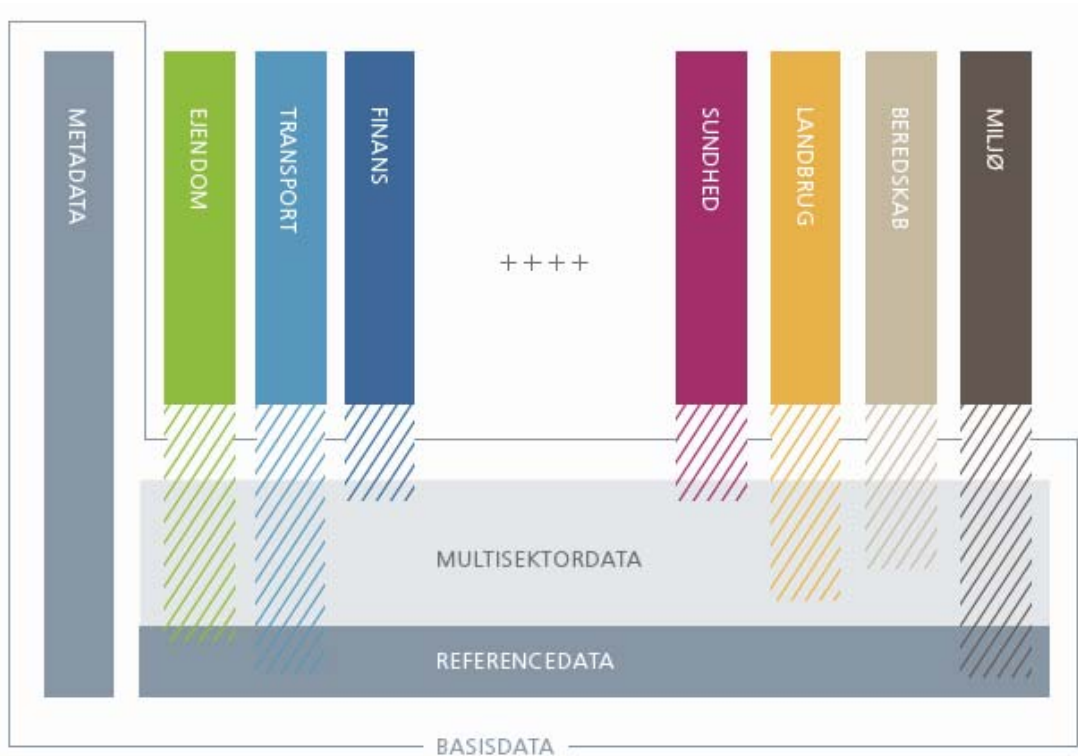 METADATA
EJENDOM
TRANSPORT
FINANS
++++
SUNDHED
LANDBRUG
BEREDSKAB
MILJØ
MULTISEKTORDATA
REFERENCEDATA
BASISDATA